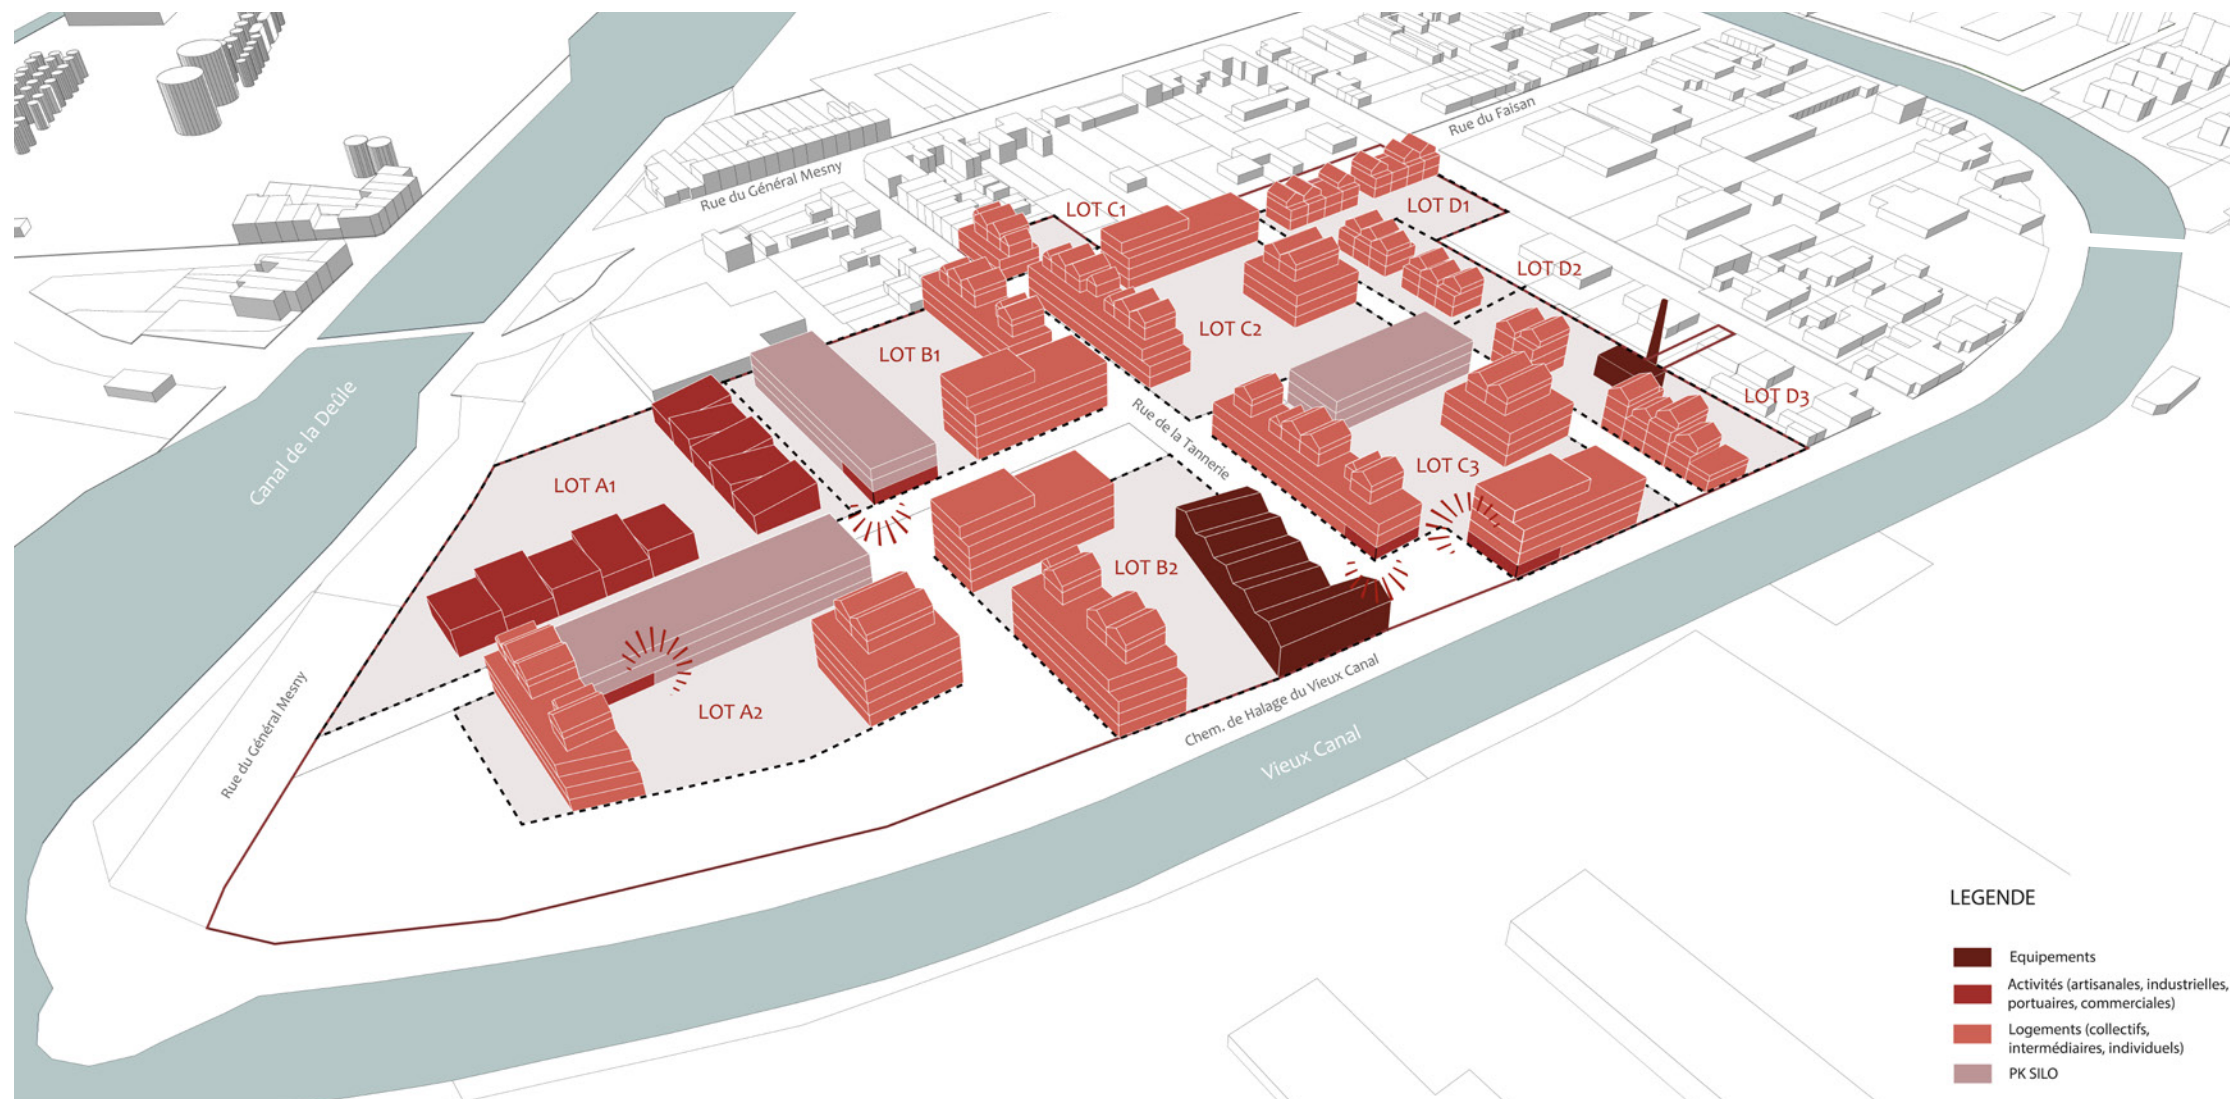 Rue du Faisan
Rue du Général Mesny
LOT C1
LOT D1
LOT D2
LOT C2
LOT B1
Canal de la Deûle
LOT D3
Rue de la Tannerie
LOT C3
LOT A1
LOT B2
Chem. de Halage du Vieux Canal
LOT A2
Rue du Général Mesny
Vieux Canal
LEGENDE
Equipements
Activités (artisanales, industrielles,
portuaires, commerciales)
Logements (collectifs,
intermédiaires, individuels)
PK SILO